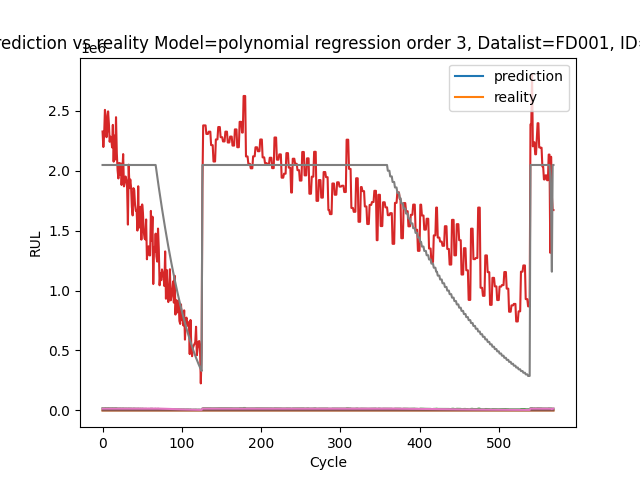 rediction vs reality Model=polynomial regression order 3, Datalist=FD001, ID=
1e6
2.5
2.0
1.5
1.0
0.5
0.0
RUL
prediction
reality
0 100 200 300 400 500
Cycle